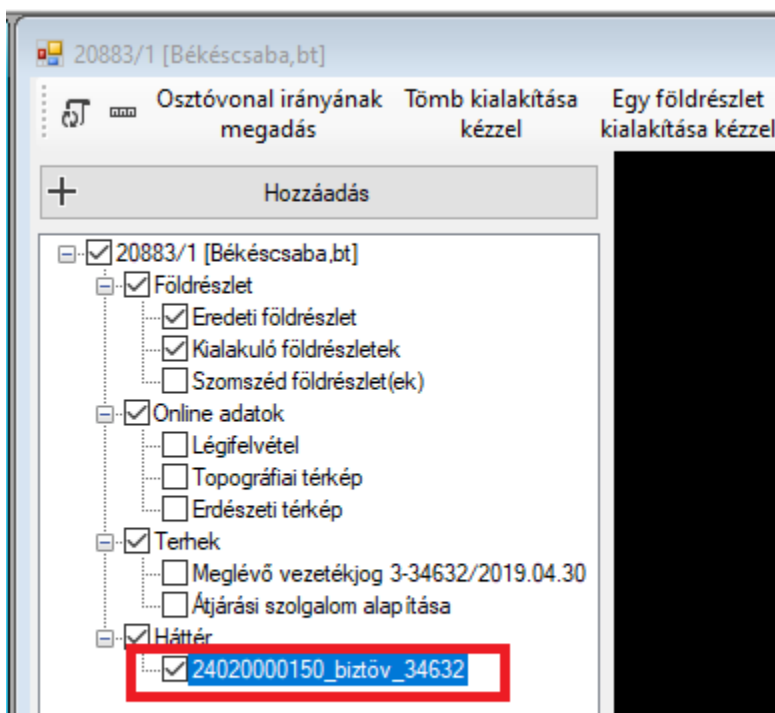 20883/1 [Békéscsaba,bt]
Osztóvonal irányának megadás
Tömb kialakítása kézzel
Egy földrészlet kialakítása kézzel
Hozzáadás
20883/1 [Békéscsaba,bt]
Földrészlet
Eredeti földrészlet
Kialakuló földrészletek
Szomszéd földrészlet(ek)
Online adatok
Légifelvétel
Topográfiai térkép
Erdészeti térkép
Terhek
Meglévő vezetékjog 3-34632/2019.04.30
Átjárási szolgalom alapítása
Háttér
24020000150_biztöv_34632